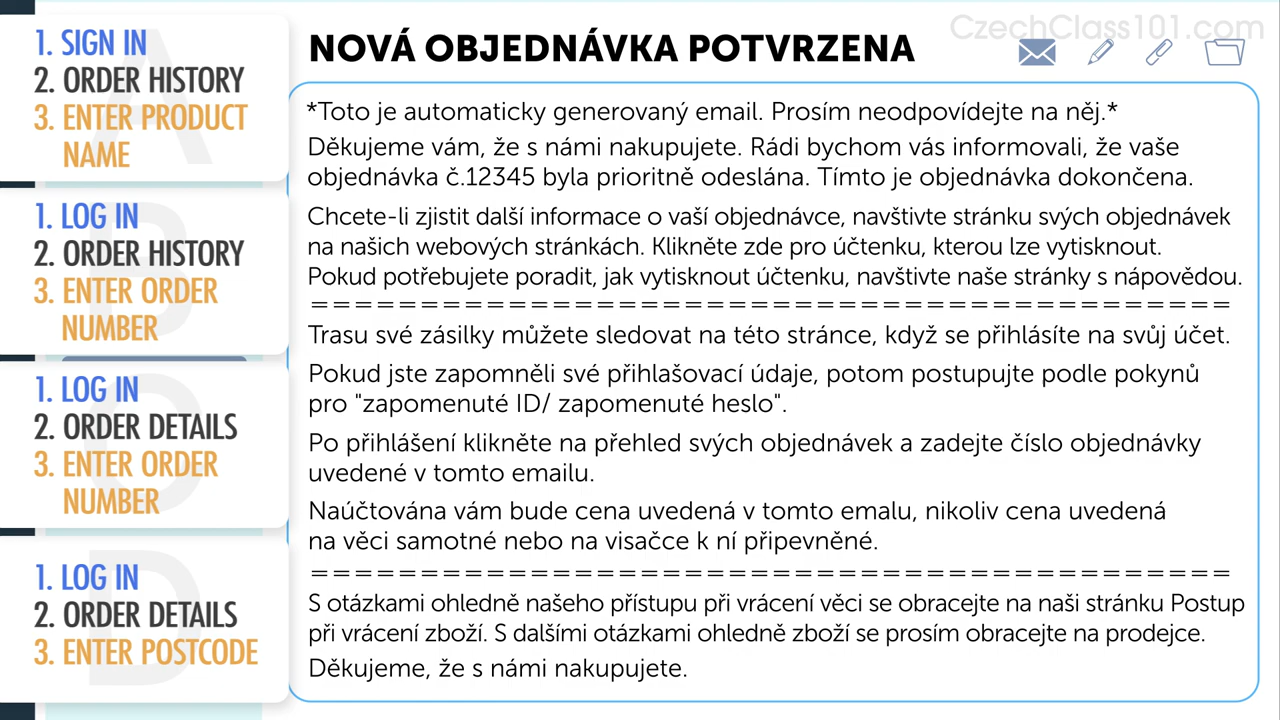 CzechClass101.com
1. SIGN IN
2. ORDER HISTORY
3. ENTER PRODUCT
NAME
A
1. LOG IN
2. ORDER HISTORY
3. ENTER ORDER
NUMBER
B
1. LOG IN
2. ORDER DETAILS
3. ENTER ORDER
NUMBER
C
1. LOG IN
2. ORDER DETAILS
3. ENTER POSTCODE
D
NOVÁ OBJEDNÁVKA POTVRZENA
*Toto je automaticky generovaný email. Prosím neodpovídejte na něj.*
Děkujeme vám, že s námi nakupujete. Rádi bychom vás informovali, že vaše
objednávka č.12345 byla prioritně odeslána. Tímto je objednávka dokončena.
Chcete-li zjistit další informace o vaší objednávce, navštivte stránku svých objednávek
na našich webových stránkách. Klikněte zde pro účtenku, kterou lze vytisknout.
Pokud potřebujete poradit, jak vytisknout účtenku, navštivte naše stránky s nápovědou.
==========================================
Trasu své zásilky můžete sledovat na této stránce, když se přihlásíte na svůj účet.
Pokud jste zapomněli své přihlašovací údaje, potom postupujte podle pokynů
pro "zapomenuté ID/ zapomenuté heslo".
Po přihlášení klikněte na přehled svých objednávek a zadejte číslo objednávky
uvedené v tomto emailu.
Naúčtována vám bude cena uvedená v tomto emalu, nikoliv cena uvedená
na věci samotné nebo na visačce k ní připevněné.
==========================================
S otázkami ohledně našeho přístupu při vrácení věci se obracejte na naši stránku Postup
při vrácení zboží. S dalšími otázkami ohledně zboží se prosím obracejte na prodejce.
Děkujeme, že s námi nakupujete.